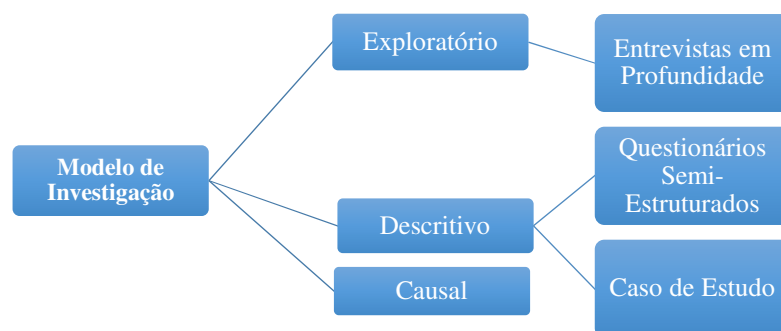 Exploratório
Entrevistas em
Profundidade
Modelo de
Investigação
Questionários
Semi-
Estruturados
Descritivo
Caso de Estudo
Causal